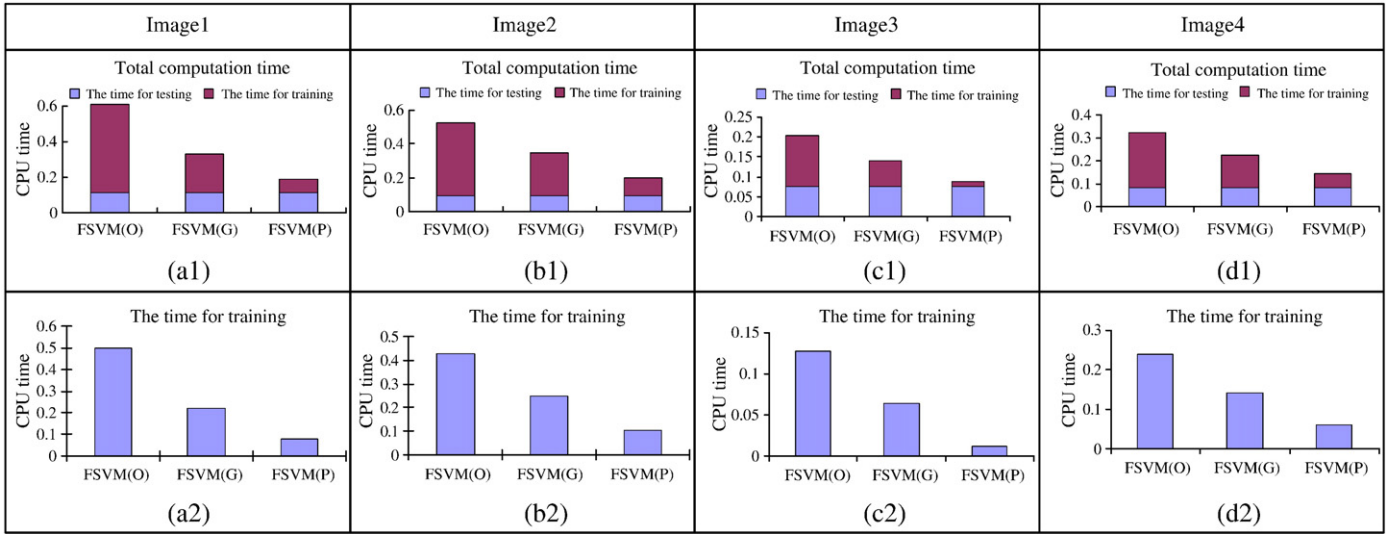 Image1 Image2 Image3 Image4
Total computation time
The time for testing The time for training
CPU time
0.6
0.4
0.2
0
FSVM(O) FSVM(G) FSVM(P)
(a1)
Total computation time
The time for testing The time for training
CPU time
0.6
0.4
0.2
0
FSVM(O) FSVM(G) FSVM(P)
(b1)
Total computation time
The time for testing The time for training
CPU time
0.25
0.2
0.15
0.1
0.05
0
FSVM(O) FSVM(G) FSVM(P)
(c1)
Total computation time
The time for testing The time for training
CPU time
0.4
0.3
0.2
0.1
0
FSVM(O) FSVM(G) FSVM(P)
(d1)
The time for training
CPU time
0.6
0.5
0.4
0.3
0.2
0.1
0
FSVM(O) FSVM(G) FSVM(P)
(a2)
The time for training
CPU time
0.5
0.4
0.3
0.2
0.1
0
FSVM(O) FSVM(G) FSVM(P)
(b2)
The time for training
CPU time
0.15
0.1
0.05
0
FSVM(O) FSVM(G) FSVM(P)
(c2)
The time for training
CPU time
0.3
0.2
0.1
0
FSVM(O) FSVM(G) FSVM(P)
(d2)